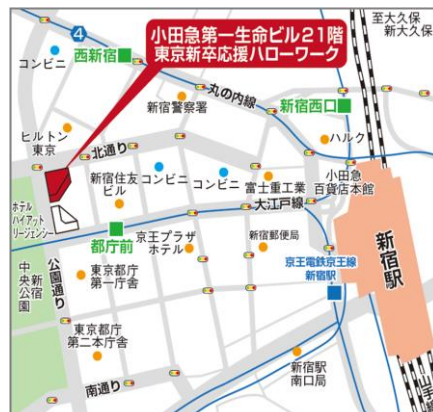 小田急第一生命ビル21階
東京新卒応援ハローワーク
至大久保
新大久保
4
西新宿
コンビニ
丸の内線
新宿西口
新宿警察署
ハルク
ヒルトン
東京
北通り
新宿住友
ビル
コンビニ
コンビニ
富士重工業
小田急
百貨店本館
大江戸線
ホテル
ハイアット
リージェンシー
都庁前
京王プラザ
ホテル
新宿郵便局
京王電鉄京王線
新宿駅
新宿駅
新宿
中央公園
公園通り
東京都庁
第一庁舎
東京都庁
第二本庁舎
新宿駅
南口局
南通り
山手線